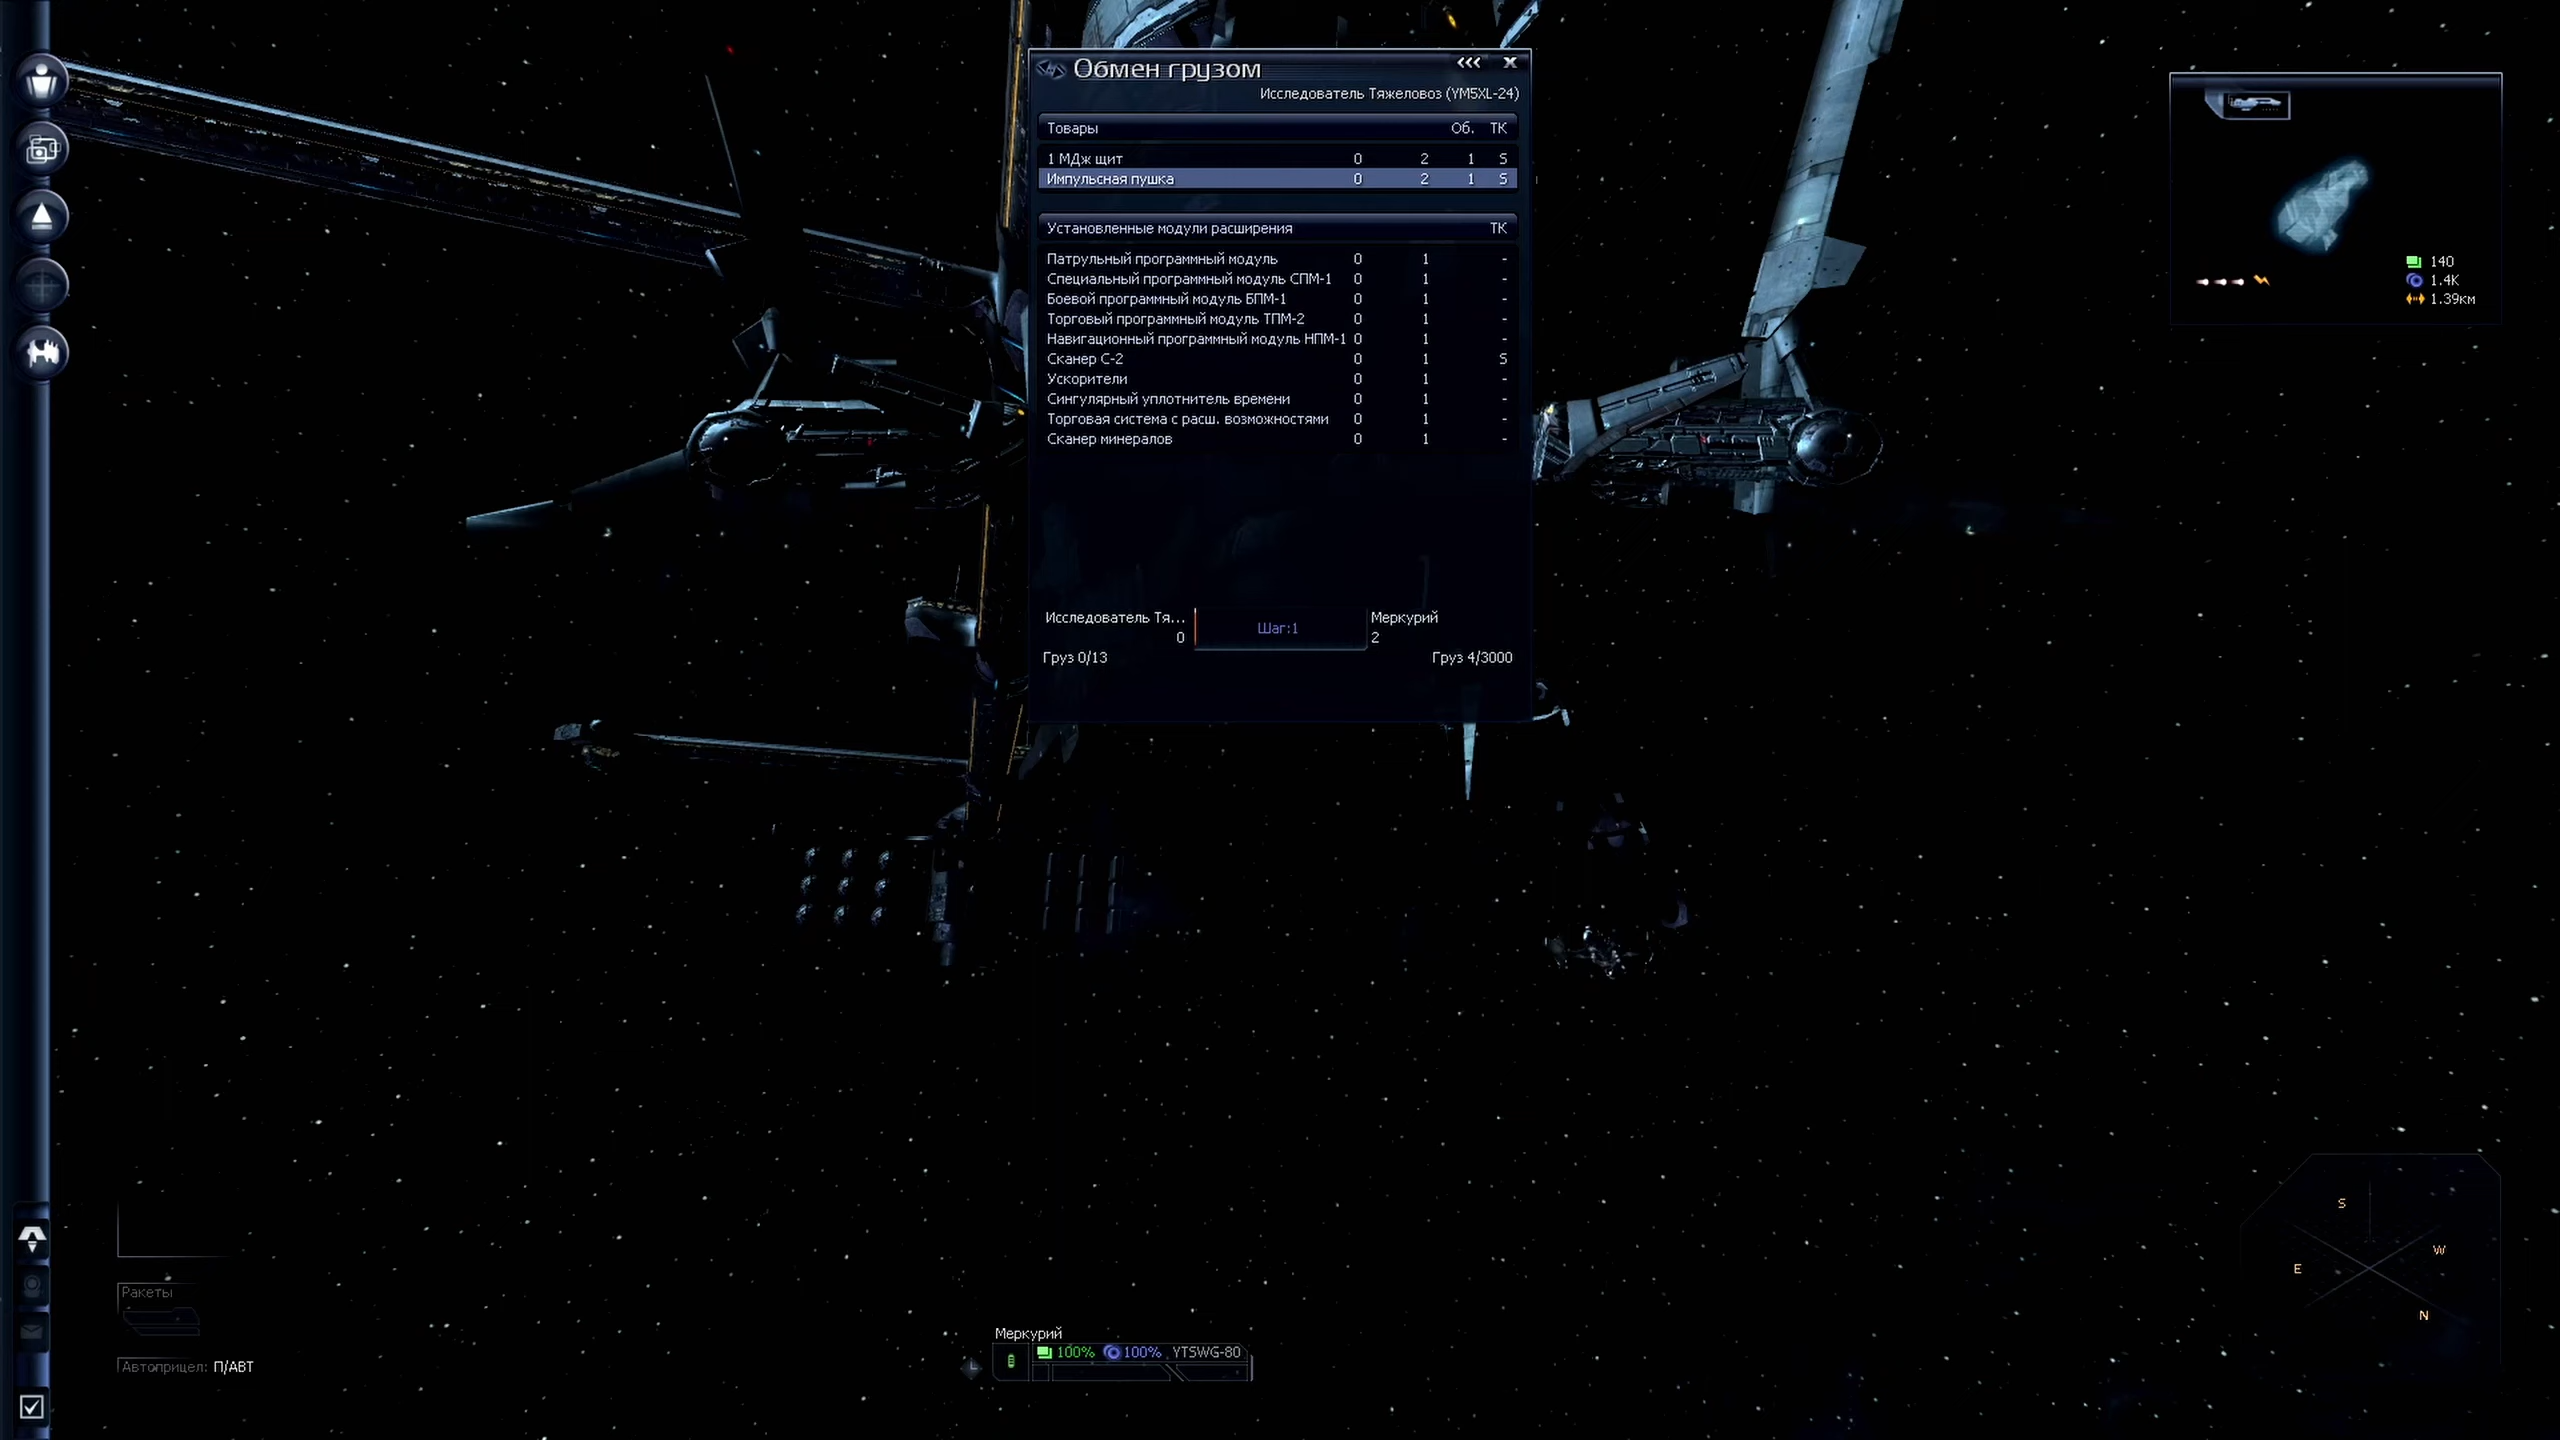 Обмен грузом
Исследователь Тяжеловоз (YM5XL-24)
Товары Об. ТК
1 МДж щит 0 2 1 S
Импульсная пушка 0 2 1 S
Установленные модули расширения ТК
Патрульный программный модуль 0 1 -
Специальный программный модуль СПМ-1 0 1 -
Боевой программный модуль БПМ-1 0 1 -
Торговый программный модуль ТПМ-2 0 1 -
Навигационный программный модуль НПМ-1 0 1 -
Сканер С-2 0 1 S
Ускорители 0 1 -
Сингулярный уплотнитель времени 0 1 -
Торговая система с расш. возможностями 0 1 -
Сканер минералов 0 1 -
Исследователь Тя... Шаг:1 Меркурий
0 2
Груз 0/13 Груз 4/3000
140
1.4К
1.39км
S
W
E
N
Ракеты
Автоприцел: П/АВТ
Меркурий
100% 100% YTSWG-80